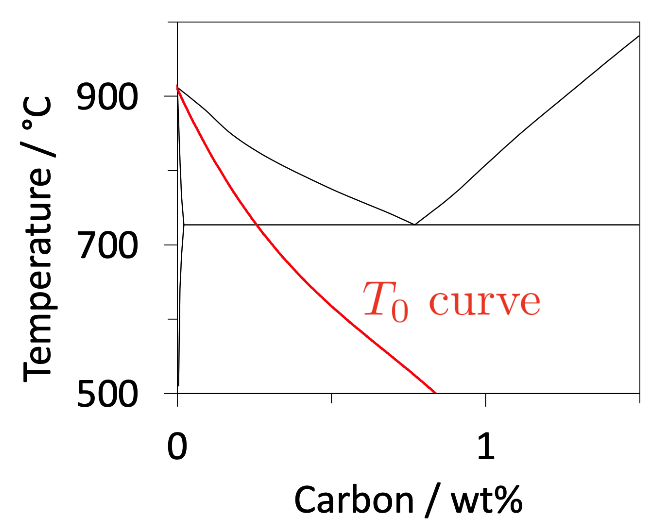 Temperature / °C
900
700
500
T₀ curve
0
1
Carbon / wt%